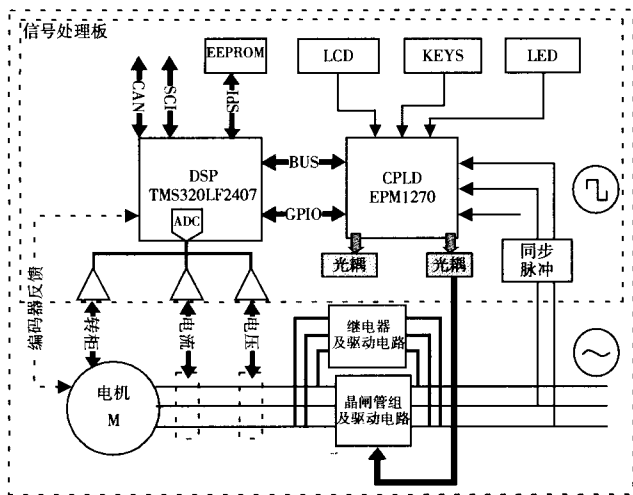 信号处理板
EEPROM
LCD
KEYS
LED
CAN
SCI
SPI
DSP
TMS320LF2407
ADC
BUS
GPIO
CPLD
EPM1270
光耦
光耦
同步
脉冲
编码器反馈
转柜
电流
电压
继电器
及驱动电路
电机
M
晶闸管组
及驱动电路